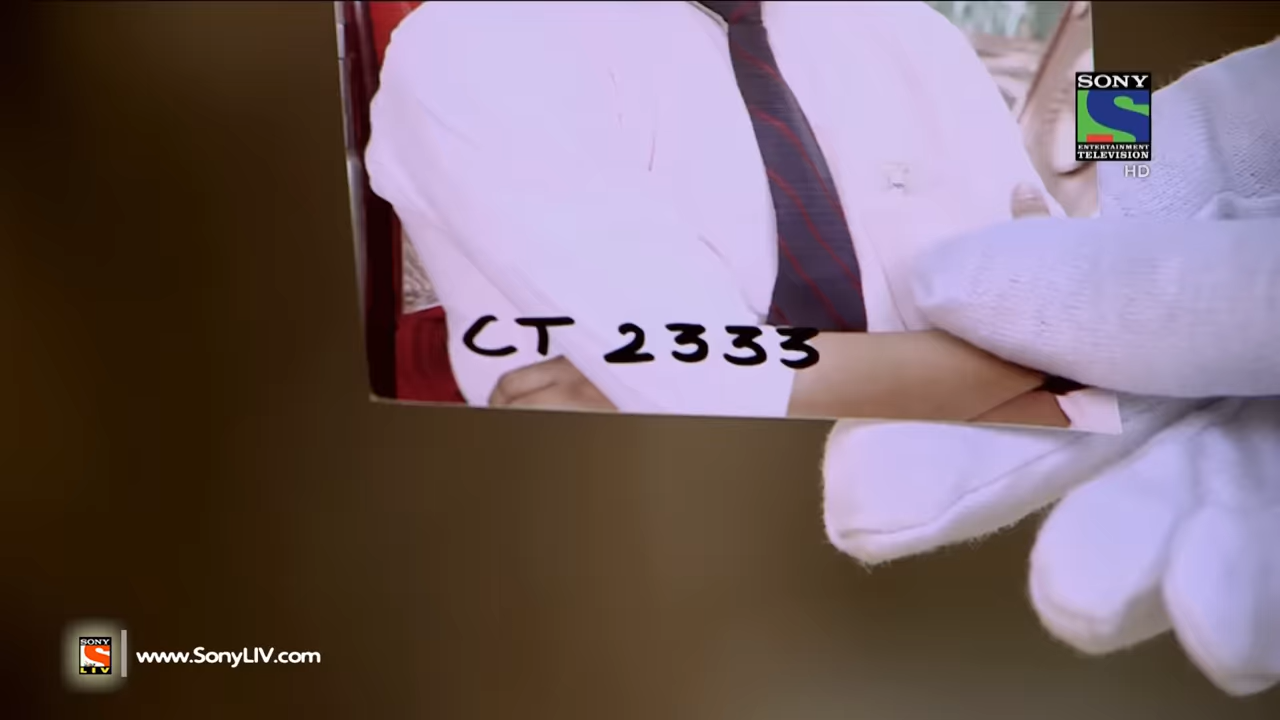 SONY
ENTERTAINMENT
TELEVISION
HD
CT 2333
SONY
LIV
www.SonyLIV.com